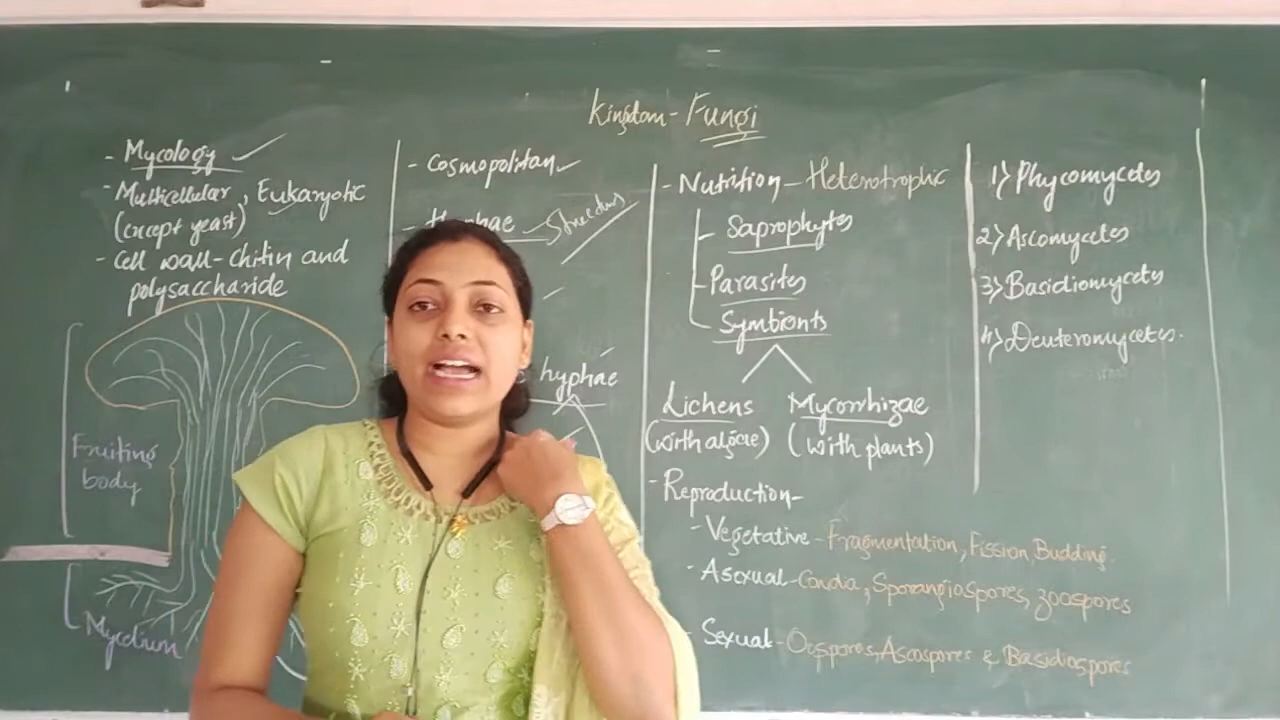 Kingdom - Fungi
- Mycology
- Multicellular, Eukaryotic
(except yeast)
- Cell wall - chitin and
polysaccharide
Fruiting
body
Mycelium
- Cosmopolitan
hyphae
- Nutrition - Heterotrophic
Saprophytes
Parasites
Symbionts
Lichens
(with algae)
Mycorrhizae
(with plants)
- Reproduction -
- Vegetative - Fragmentation, Fission, Budding
- Asexual - Conidia, Sporangiospores, Zoospores
Sexual - Oospores, Ascospores & Basidiospores
1) Phycomycetes
2) Ascomycetes
3) Basidiomycetes
4) Deuteromycetes.